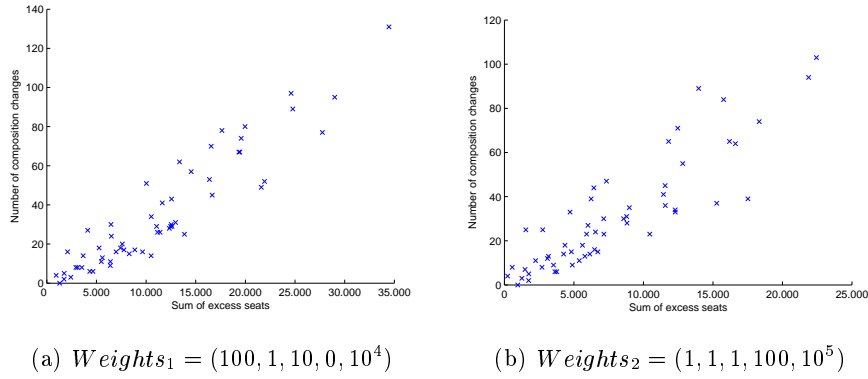 140
120
100
80
60
40
20
0
Number of composition changes
0 5.000 10.000 15.000 20.000 25.000 30.000 35.000
Sum of excess seats
(a) Weights₁ = (100, 1, 10, 0, 10⁴)
120
100
80
60
40
20
0
Number of composition changes
0 5.000 10.000 15.000 20.000 25.000
Sum of excess seats
(b) Weights₂ = (1, 1, 1, 100, 10⁵)